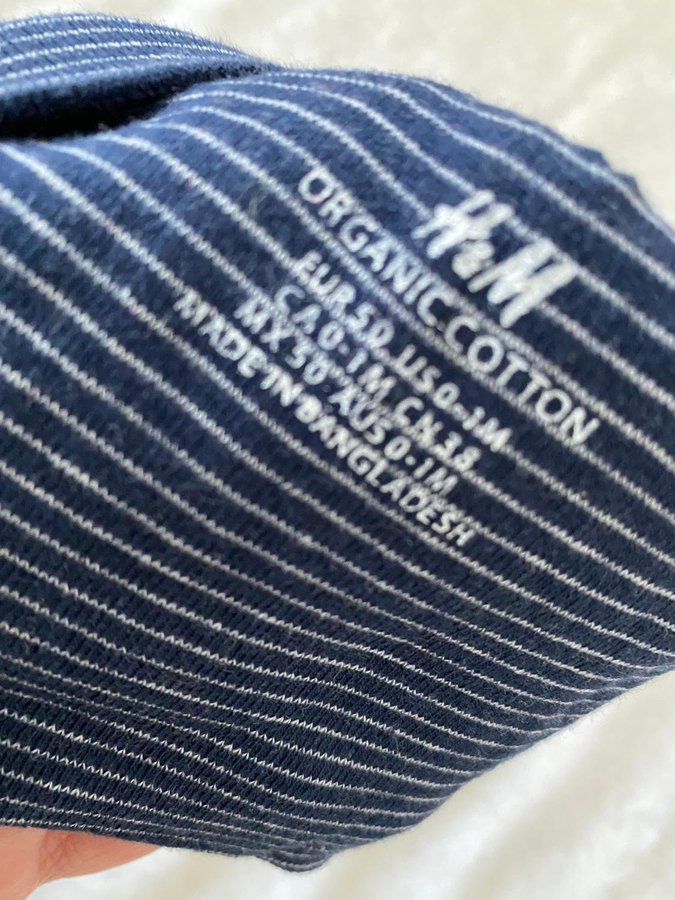 H&M
ORGANIC COTTON
EUR 50 US 0-1M
CA 0-1M CN 38
MX 50 AUS 0-1M
MADE IN BANGLADESH